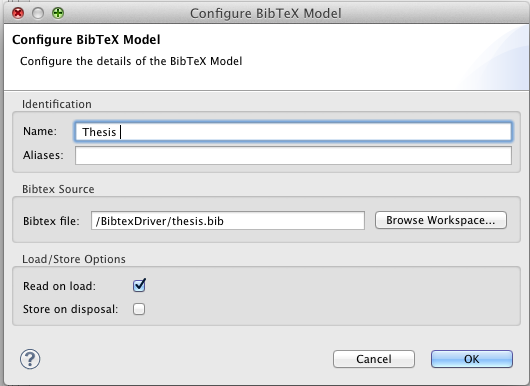 Configure BibTeX Model
Configure BibTeX Model
Configure the details of the BibTeX Model
Identification
Name: Thesis
Aliases:
Bibtex Source
Bibtex file: /BibtexDriver/thesis.bib Browse Workspace...
Load/Store Options
Read on load:
Store on disposal:
? Cancel OK